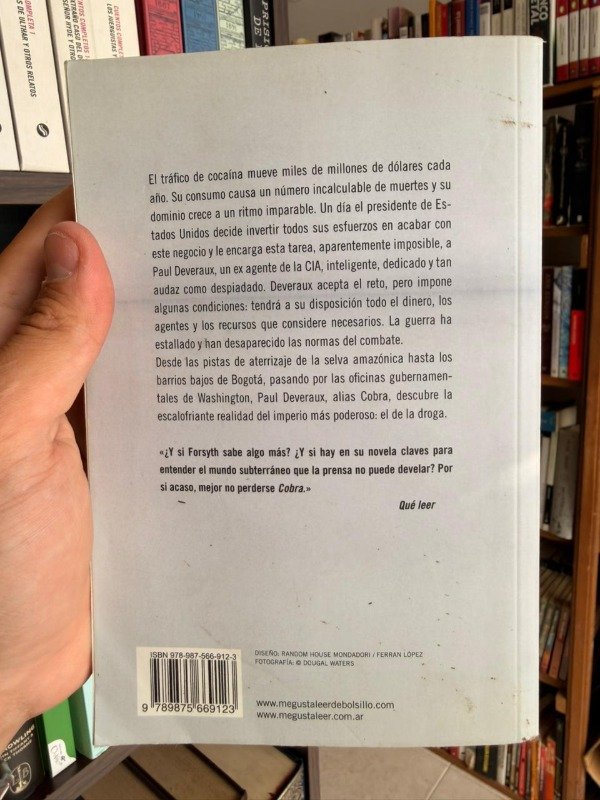 COMPLETA I
S DE ULTHAR Y OTROS RELATOS
CUENTOS COMPLETOS
El tráfico de cocaína mueve miles de millones de dólares cada
año. Su consumo causa un número incalculable de muertes y su
dominio crece a un ritmo imparable. Un día el presidente de Es-
tados Unidos decide invertir todos sus esfuerzos en acabar con
este negocio y le encarga esta tarea, aparentemente imposible, a
Paul Deveraux, un ex agente de la CIA, inteligente, dedicado y tan
audaz como despiadado. Deveraux acepta el reto, pero impone
algunas condiciones: tendrá a su disposición todo el dinero, los
agentes y los recursos que considere necesarios. La guerra ha
estallado y han desaparecido las normas del combate.
Desde las pistas de aterrizaje de la selva amazónica hasta los
barrios bajos de Bogotá, pasando por las oficinas gubernamen-
tales de Washington, Paul Deveraux, alias Cobra, descubre la
escalofriante realidad del imperio más poderoso: el de la droga.
«¿Y si Forsyth sabe algo más? ¿Y si hay en su novela claves para
entender el mundo subterráneo que la prensa no puede develar? Por
si acaso, mejor no perderse Cobra.»
Qué leer
ISBN 978-987-566-912-3
9 789875 669123
DISEÑO: RANDOM HOUSE MONDADORI / FERRAN LÓPEZ
FOTOGRAFÍA: © DOUGAL WATERS
www.megustaleerdebolsillo.com
www.megustaleer.com.ar